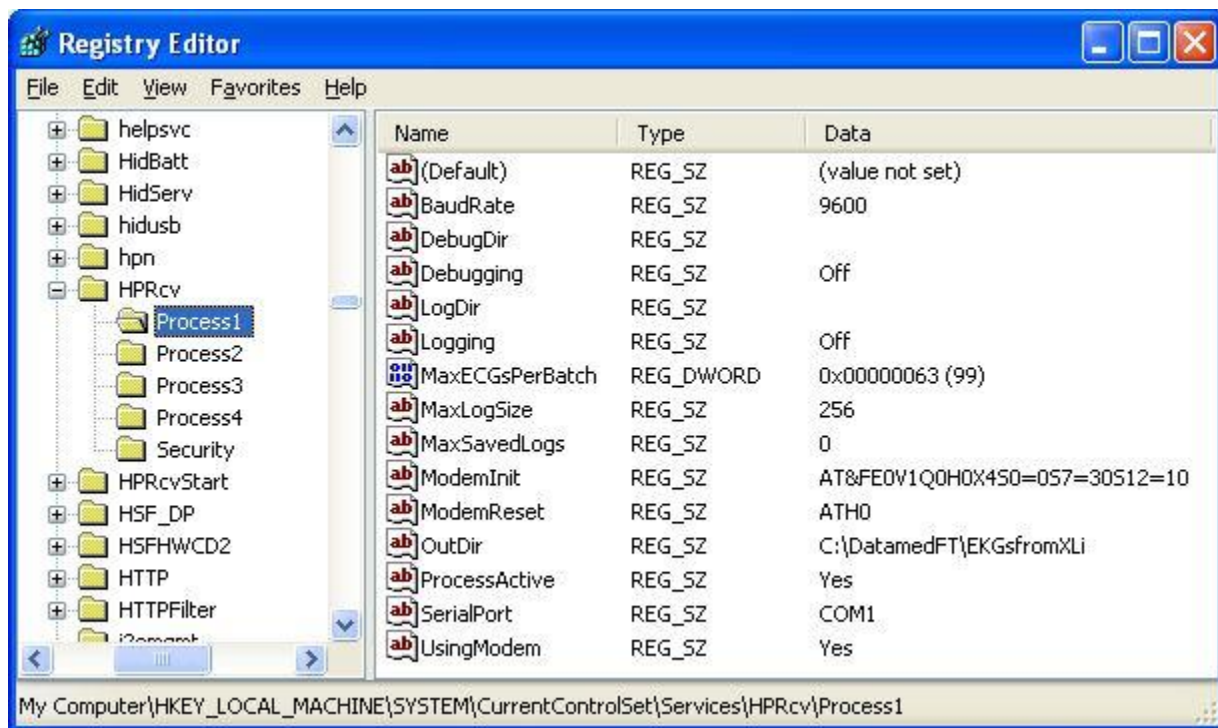 Registry Editor
File Edit View Favorites Help
helpsvc
HidBatt
HidServ
hidusb
hpn
HPRcv
Process1
Process2
Process3
Process4
Security
HPRcvStart
HSF_DP
HSFHWCD2
HTTP
HTTPFilter
Name Type Data
(Default) REG_SZ (value not set)
BaudRate REG_SZ 9600
DebugDir REG_SZ
Debugging REG_SZ Off
LogDir REG_SZ
Logging REG_SZ Off
MaxECGsPerBatch REG_DWORD 0x00000063 (99)
MaxLogSize REG_SZ 256
MaxSavedLogs REG_SZ 0
ModemInit REG_SZ AT&FE0V1Q0H0X4S0=0S7=30S12=10
ModemReset REG_SZ ATH0
OutDir REG_SZ C:\DatamedFT\EKGsfromXLi
ProcessActive REG_SZ Yes
SerialPort REG_SZ COM1
UsingModem REG_SZ Yes
My Computer\HKEY_LOCAL_MACHINE\SYSTEM\CurrentControlSet\Services\HPRcv\Process1